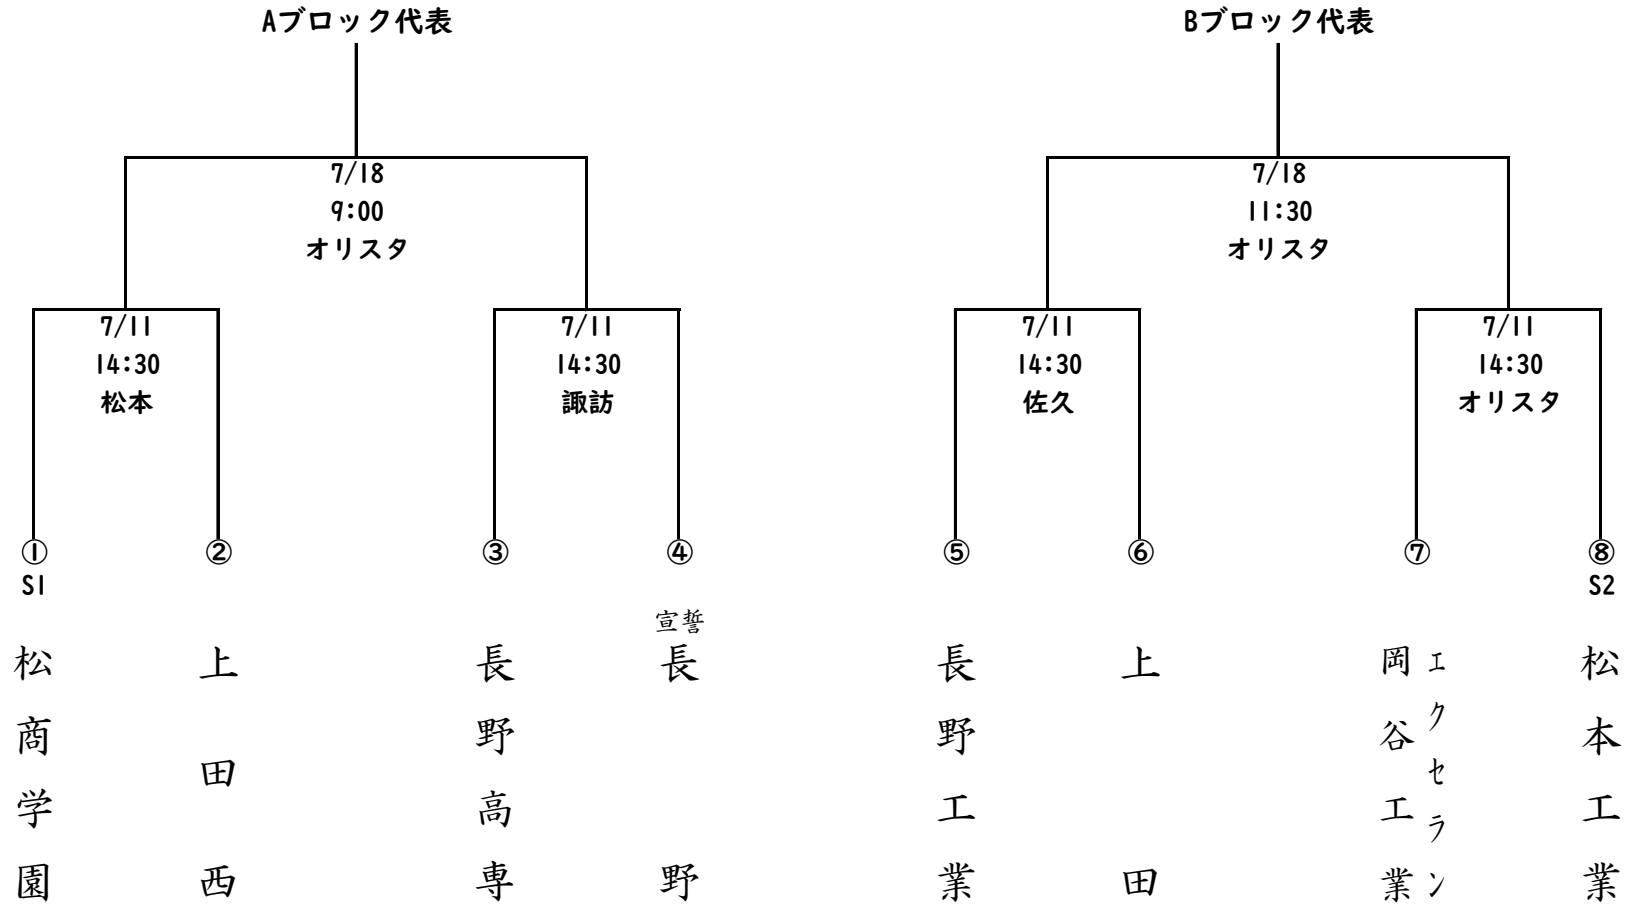 Aブロック代表
7/18
9:00
オリスタ
7/11
14:30
松本
7/11
14:30
諏訪
①
S1
松商学園
②
上田西
③
長野高専
④
宣誓
長野
Bブロック代表
7/18
11:30
オリスタ
7/11
14:30
佐久
7/11
14:30
オリスタ
⑤
長野工業
⑥
上田
⑦
岡谷工業
エクセラン
⑧
S2
松本工業